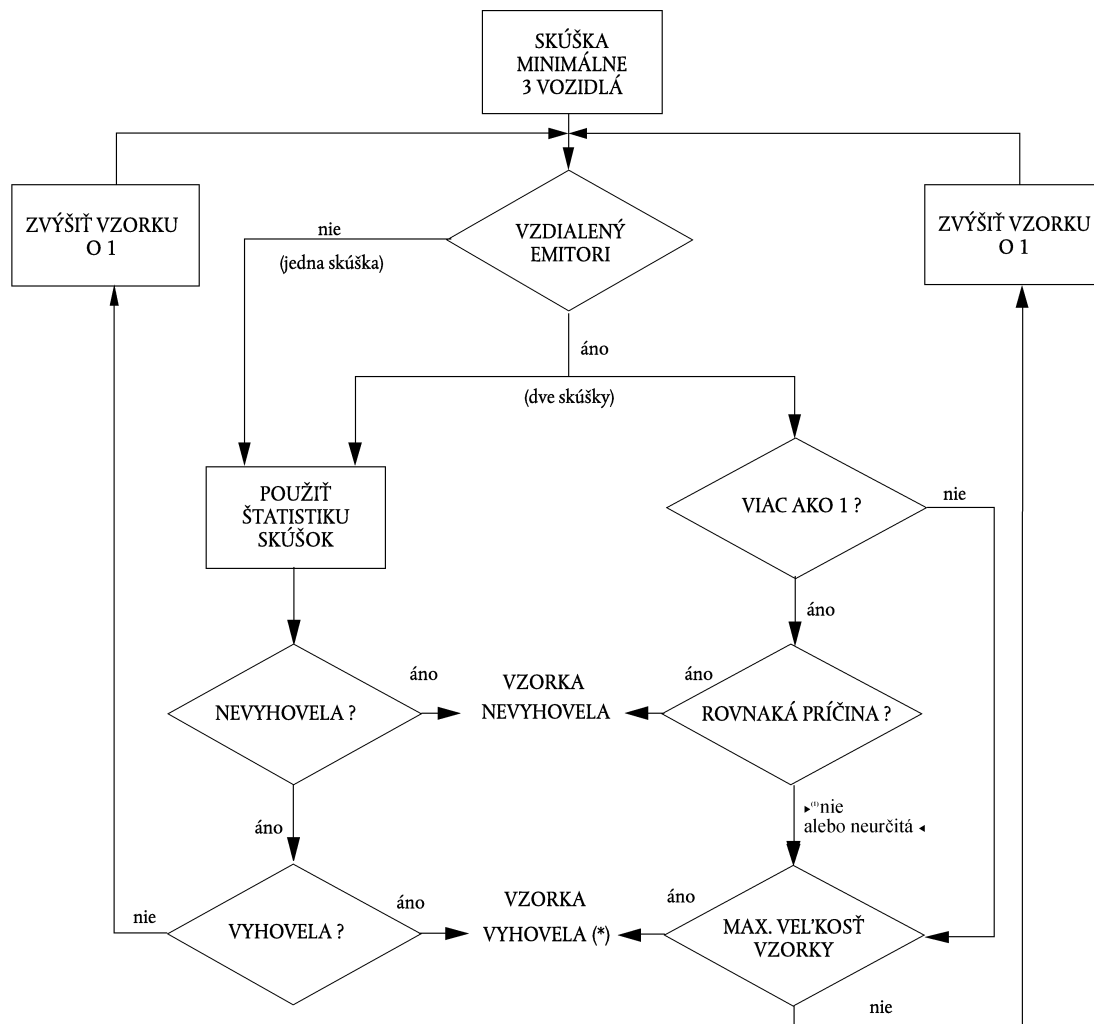 SKÚŠKA
MINIMÁLNE
3 VOZIDLÁ
ZVÝŠIŤ VZORKU
O 1
ZVÝŠIŤ VZORKU
O 1
VZDIALENÝ
EMITORI
nie
(jedna skúška)
áno
(dve skúšky)
POUŽIŤ
ŠTATISTIKU
SKÚŠOK
VIAC AKO 1 ?
nie
áno
NEVYHOVELA ?
áno
VZORKA
NEVYHOVELA
áno
ROVNAKÁ PRÍČINA ?
áno
►(1) nie
alebo neurčitá ◄
nie
VYHOVELA ?
áno
VZORKA
VYHOVELA (*)
áno
MAX. VEĽKOSŤ
VZORKY
nie